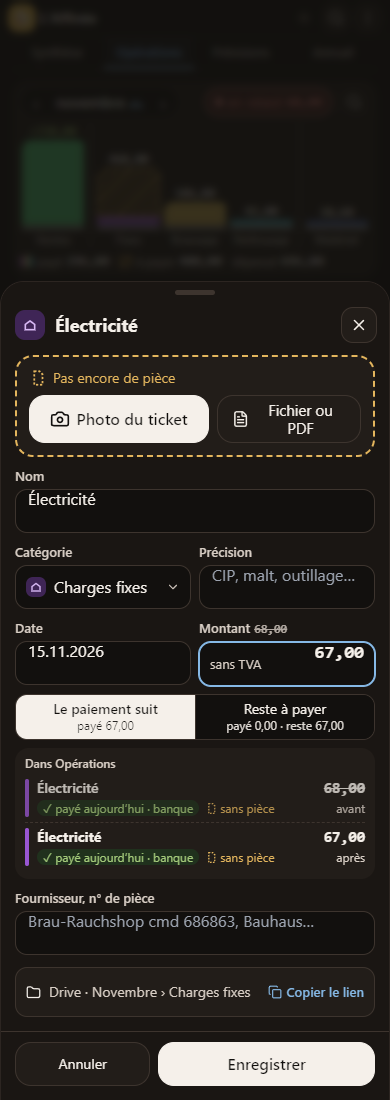 Électricité
Pas encore de pièce
Photo du ticket
Fichier ou
PDF
Nom
Électricité
Catégorie
Précision
Charges fixes
CIP, malt, outillage...
Date
Montant 68,00
15.11.2026
sans TVA
67,00
Le paiement suit
payé 67,00
Reste à payer
payé 0,00 · reste 67,00
Dans Opérations
Électricité
68,00
✓ payé aujourd'hui · banque
sans pièce
avant
Électricité
67,00
✓ payé aujourd'hui · banque
sans pièce
après
Fournisseur, n° de pièce
Brau-Rauchshop cmd 686863, Bauhaus...
Drive · Novembre › Charges fixes
Copier le lien
Annuler
Enregistrer